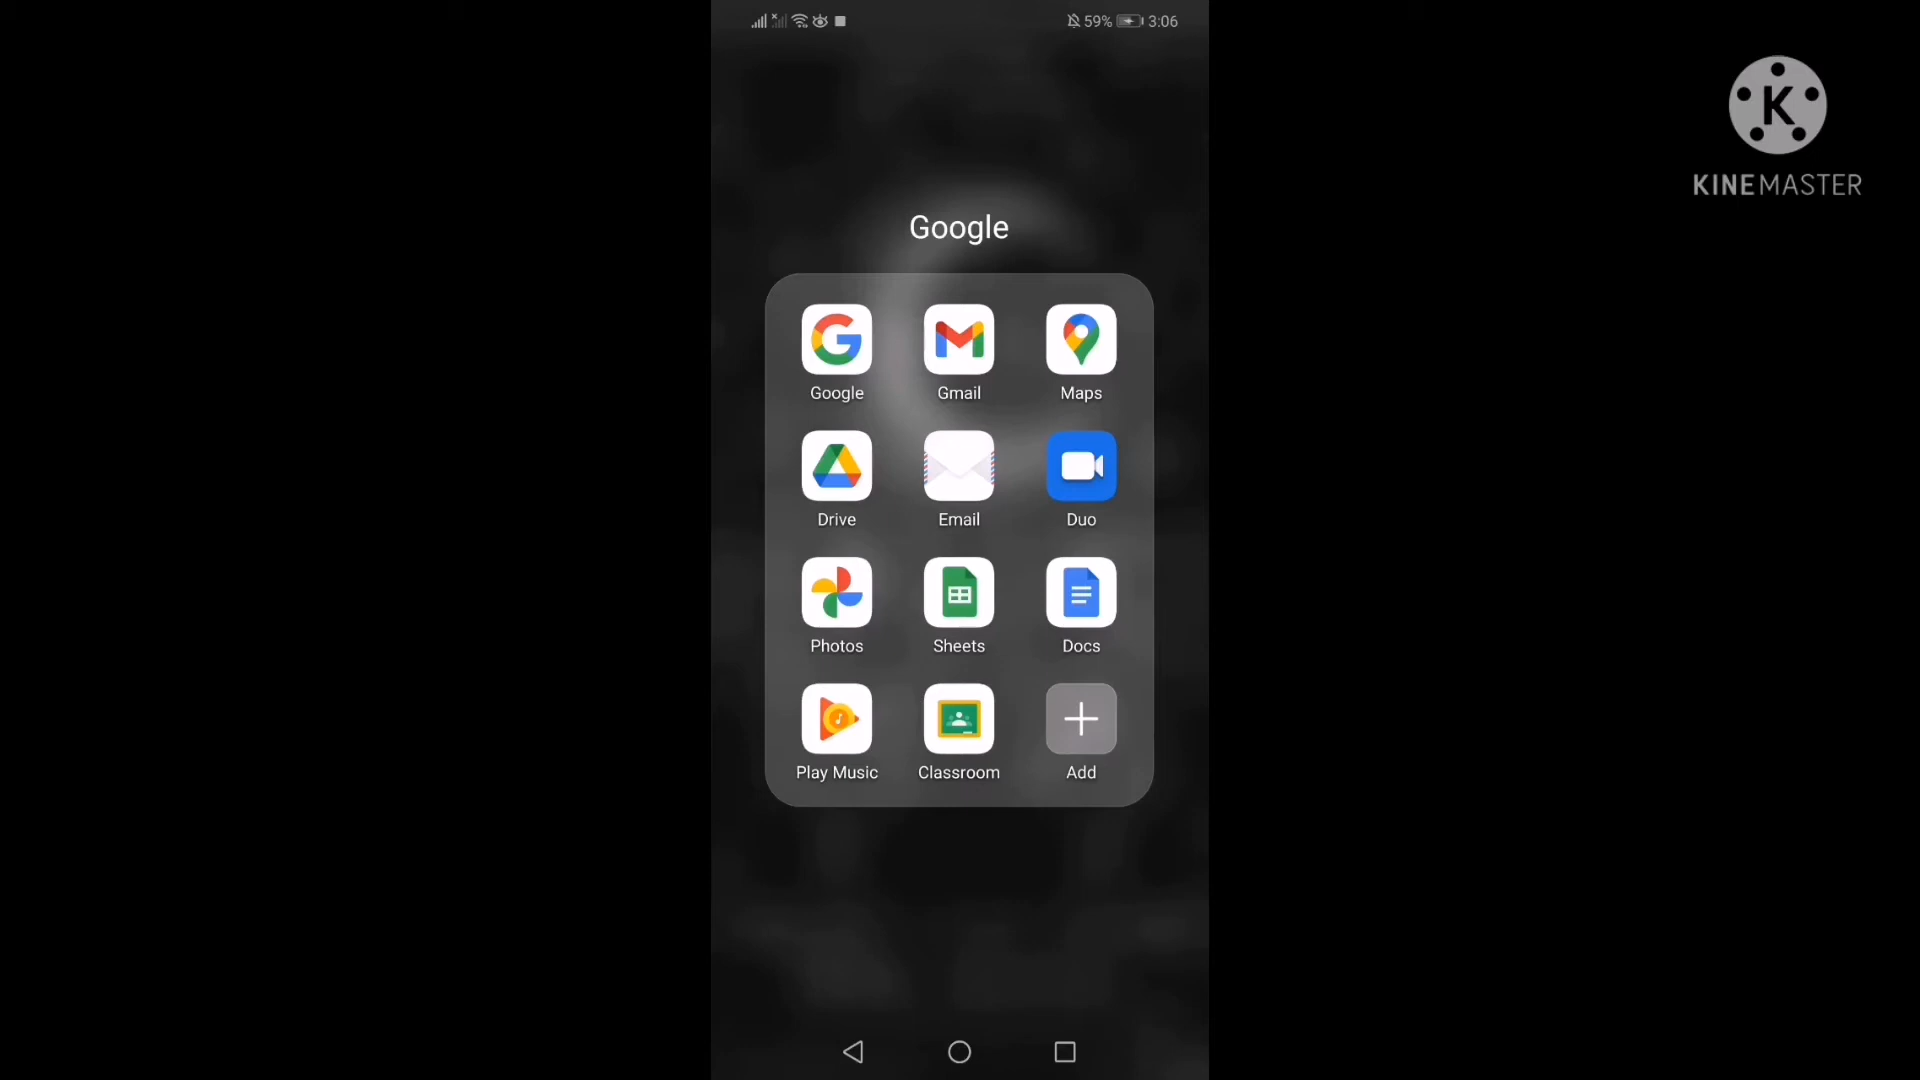 59% 3:06
KINEMASTER
Google
Google Gmail Maps
Drive Email Duo
Photos Sheets Docs
Play Music Classroom Add